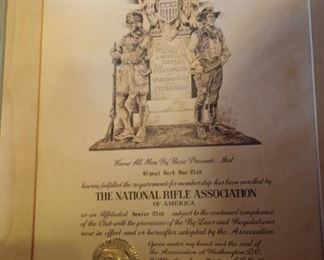 Know All Men By These Presents...that
Signal Rock Gun Club
having fulfilled the requirements for membership has been enrolled by
THE NATIONAL RIFLE ASSOCIATION
OF AMERICA
as an Affiliated Senior Club subject to the continued compliance
of the Club with the provisions of the By Laws and Regulations
now in effect and or hereafter adopted by the Association.
Given under my hand and the seal of
the Association at Washington, D.C.